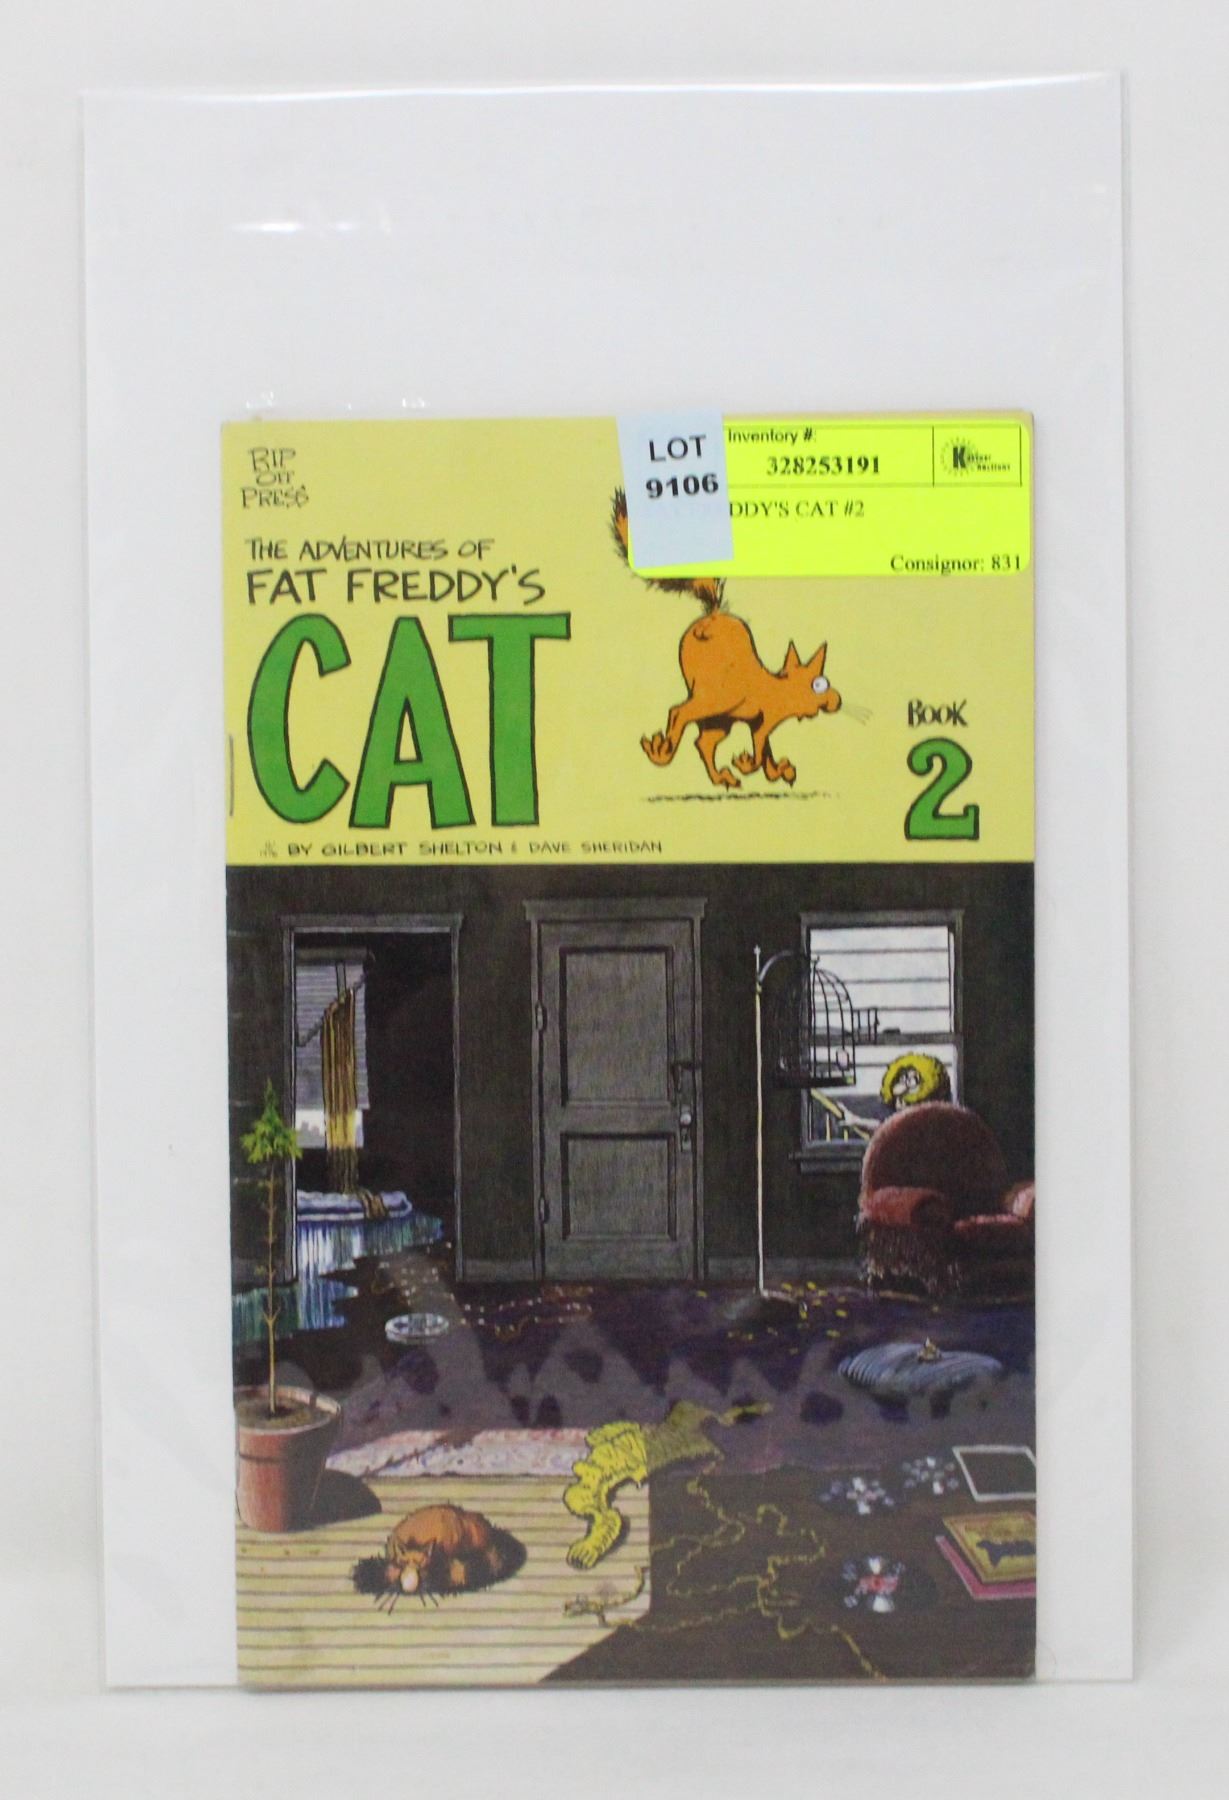 RIP
OFF
PRESS
THE ADVENTURES OF
FAT FREDDY'S
CAT
BY GILBERT SHELTON & DAVE SHERIDAN
BOOK
2
LOT
9106
Inventory #:
328253191
DDY'S CAT #2
Consignor: 831